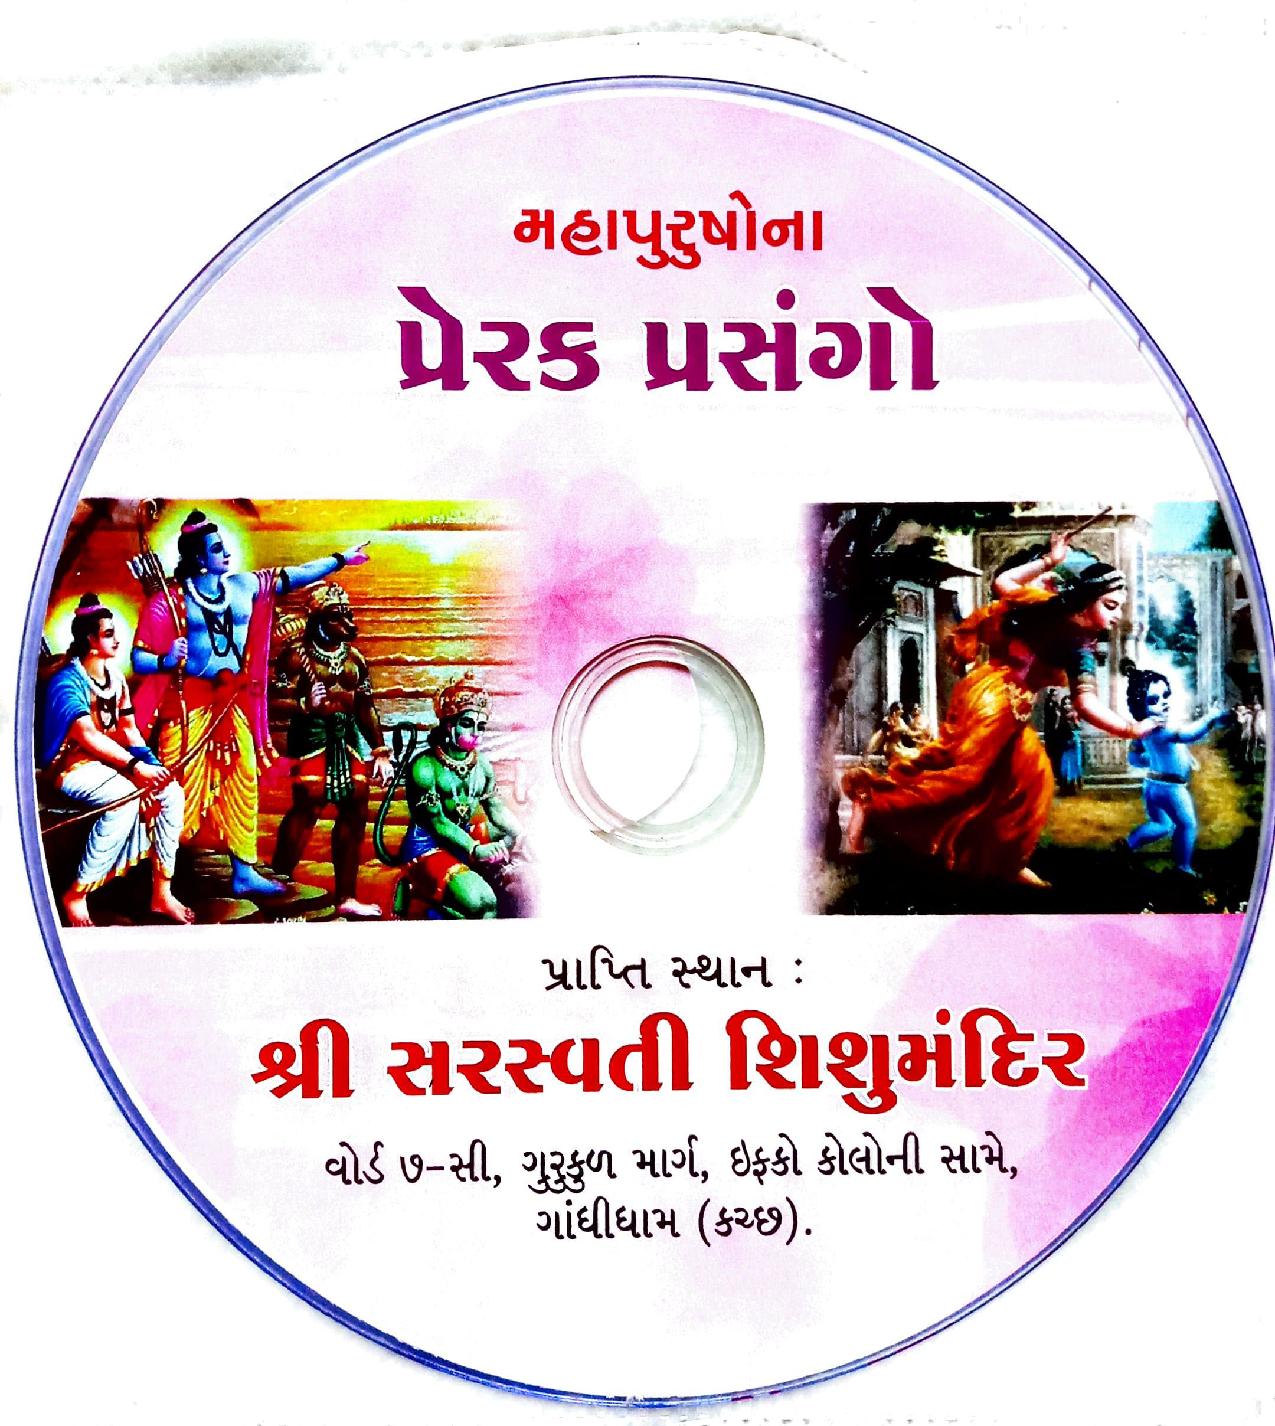 મહાપુરુષોના
પ્રેરક પ્રસંગો
પ્રાપ્તિ સ્થાન :
શ્રી સરસ્વતી શિશુમંદિર
વોર્ડ ૭-સી, ગુરુકુળ માર્ગ, ઇફકો કોલોની સામે,
ગાંધીધામ (કચ્છ).